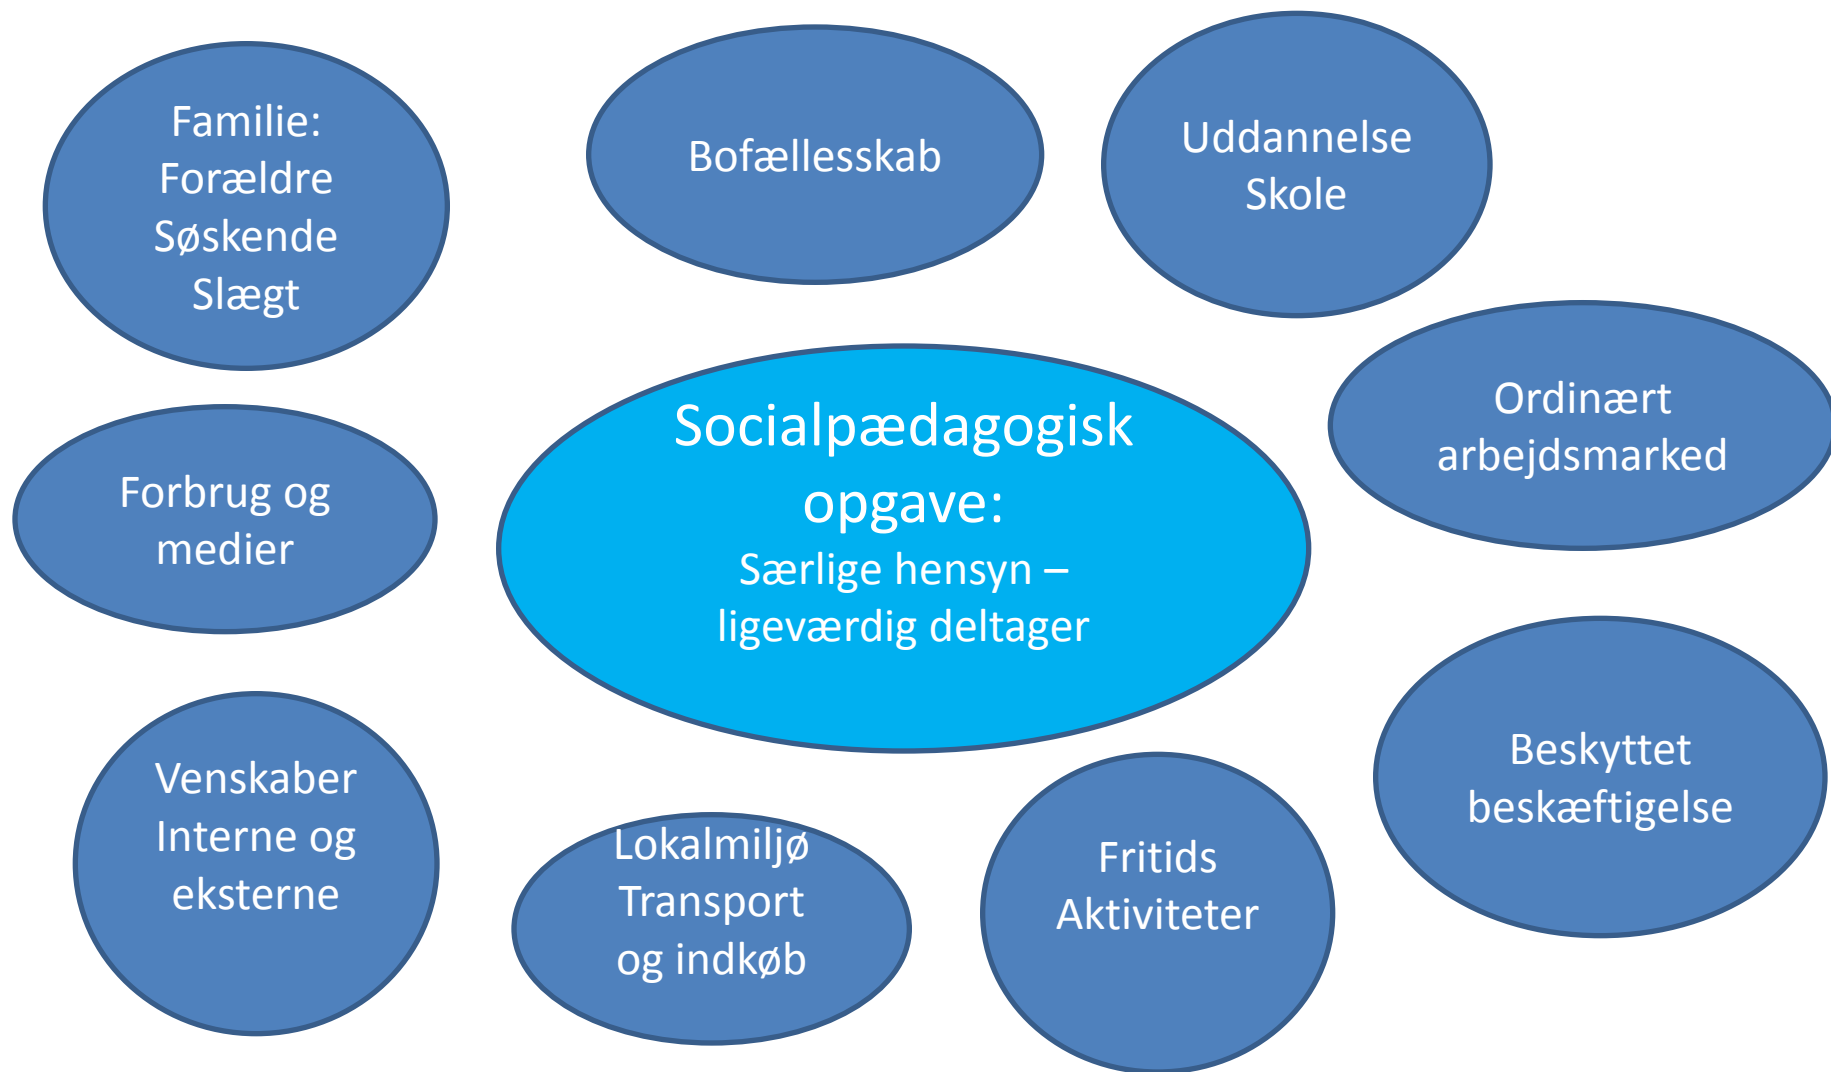 Familie:
Forældre
Søskende
Slægt
Bofællesskab
Uddannelse
Skole
Ordinært
arbejdsmarked
Socialpædagogisk
opgave:
Særlige hensyn –
ligeværdig deltager
Forbrug og
medier
Venskaber
Interne og
eksterne
Lokalmiljø
Transport
og indkøb
Fritids
Aktiviteter
Beskyttet
beskæftigelse